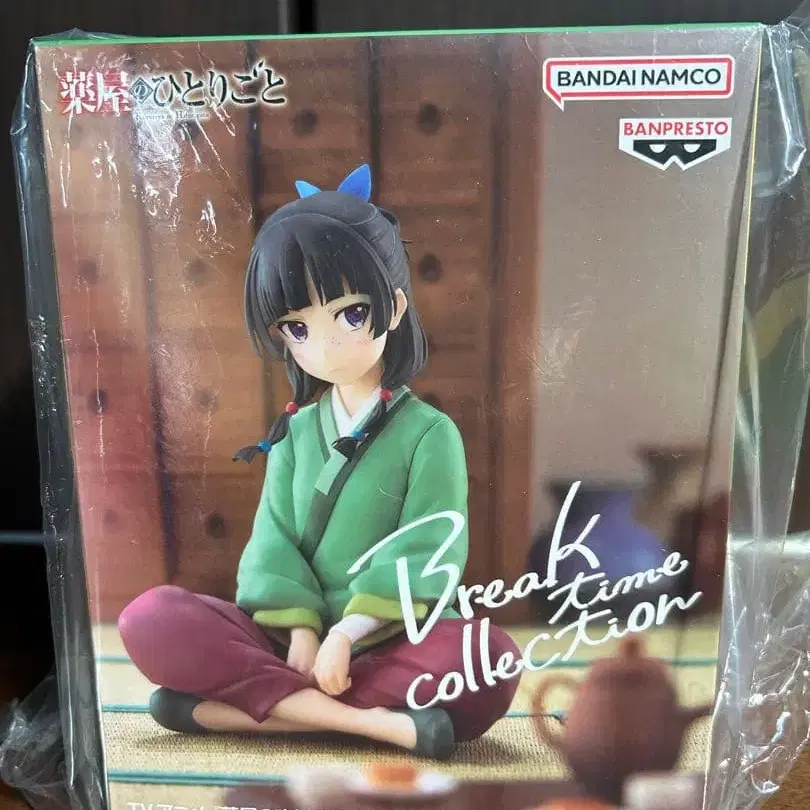 薬屋のひとりごと
BANDAI NAMCO
BANPRESTO
Break
time
collection